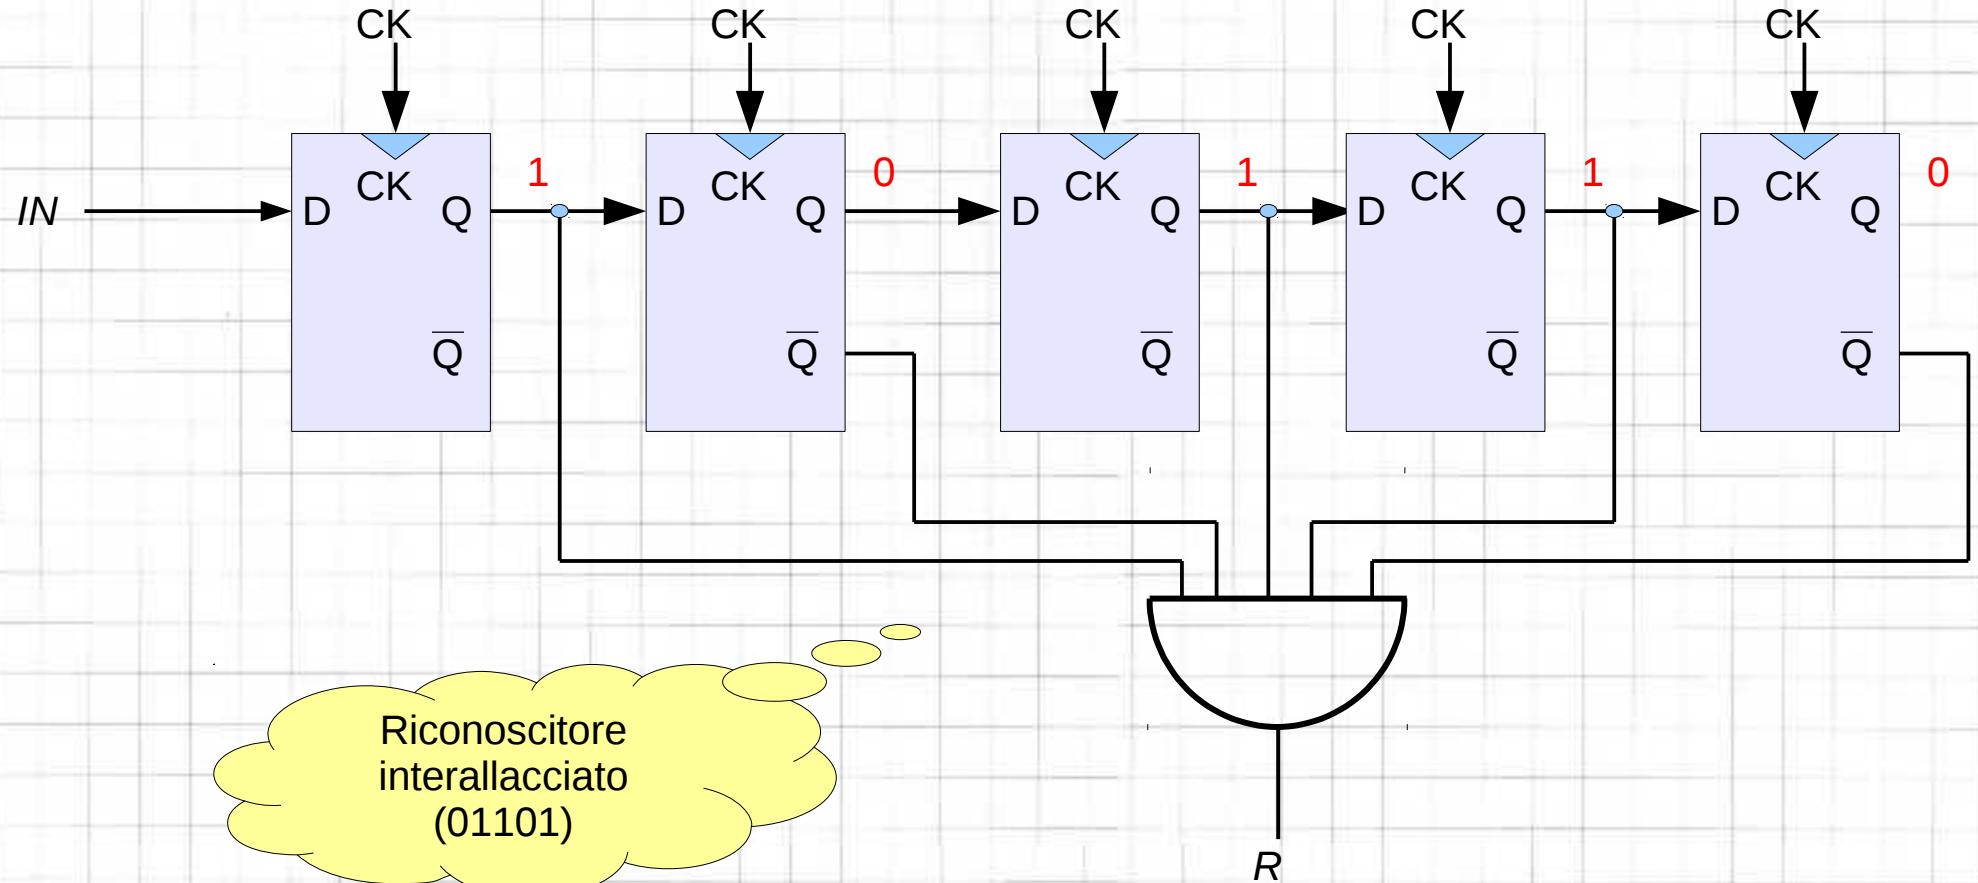 CK CK CK CK CK
1 0 1 1 0
CK CK CK CK CK
IN D Q D Q D Q D Q D Q
Q Q Q Q Q
Riconoscitore
interallacciato
(01101)
R